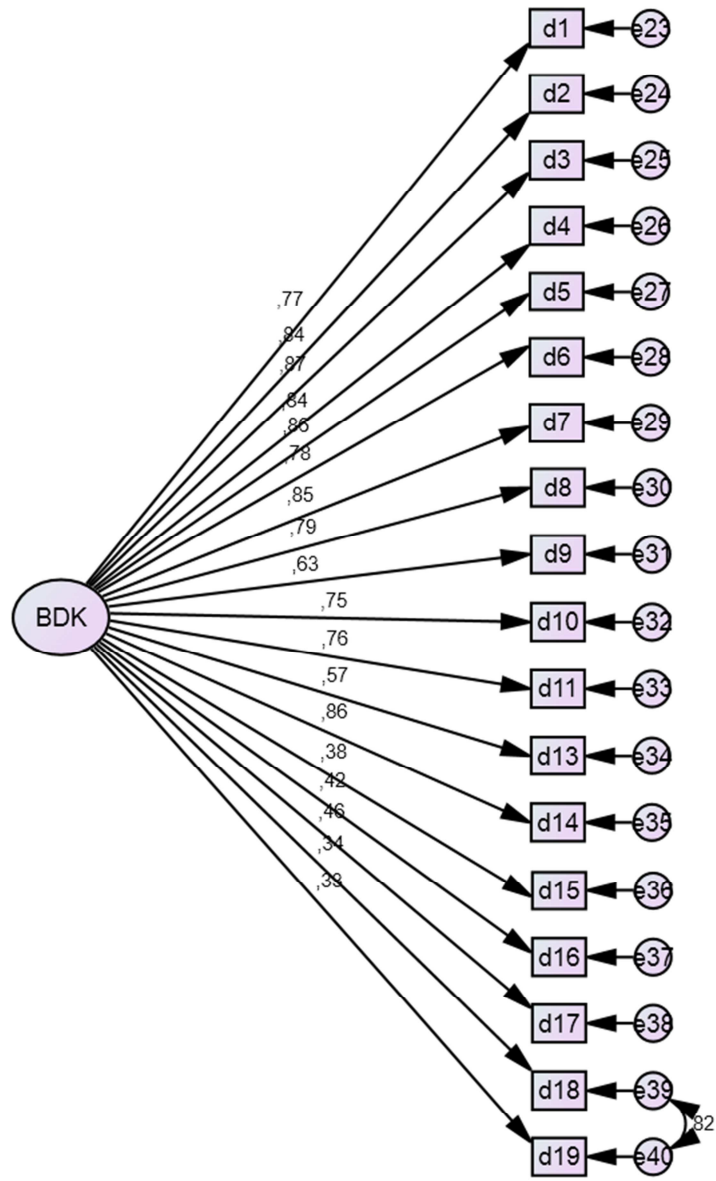 d1 e23
d2 e24
d3 e25
d4 e26
d5 e27
d6 e28
d7 e29
d8 e30
d9 e31
d10 e32
d11 e33
d13 e34
d14 e35
d15 e36
d16 e37
d17 e38
d18 e39
d19 e40
BDK
,77
,84
,87
,84
,86
,78
,85
,79
,63
,75
,76
,57
,86
,38
,42
,46
,34
,33
82